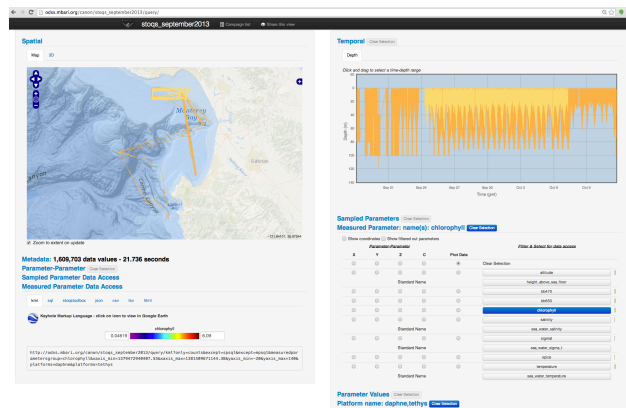 odss.mbari.org/canon/stoqs_september2013/query/
stoqs_september2013
Campaign list
Share this view
Spatial
Map
3D
Monterey
Bay
Salinas
Canyon
Carmel
Zoom to extent on update
Metadata: 1,609,703 data values - 21.736 seconds
Parameter-Parameter
Clear Selection
Sampled Parameter Data Access
Measured Parameter Data Access
kml
sql
stoqstoolbox
json
csv
tsv
html
Keyhole Markup Language - click on icon to view in Google Earth
chlorophyll
6.09
Temporal
Clear Selection
Depth
Click and drag to select a time-depth range
Depth (m)
Sep 21
Sep 24
Sep 27
Sep 30
Oct 3
Oct 6
Time (gmt)
Sampled Parameters
Clear Selection
Measured Parameter: name(s): chlorophyll
Clear Selection
Show coordinates
Show filtered out parameters
Parameter-Parameter
Filter & Select for data access
X
Y
Z
C
Plot Data
Clear Selection
altitude
Standard Name
height_above_sea_floor
bb470
bb650
chlorophyll
salinity
Standard Name
sea_water_salinity
sigmat
Standard Name
sea_water_sigma_t
spice
temperature
Standard Name
sea_water_temperature
Parameter Values
Clear Selection
Platform name: daphne,tethys
Clear Selection